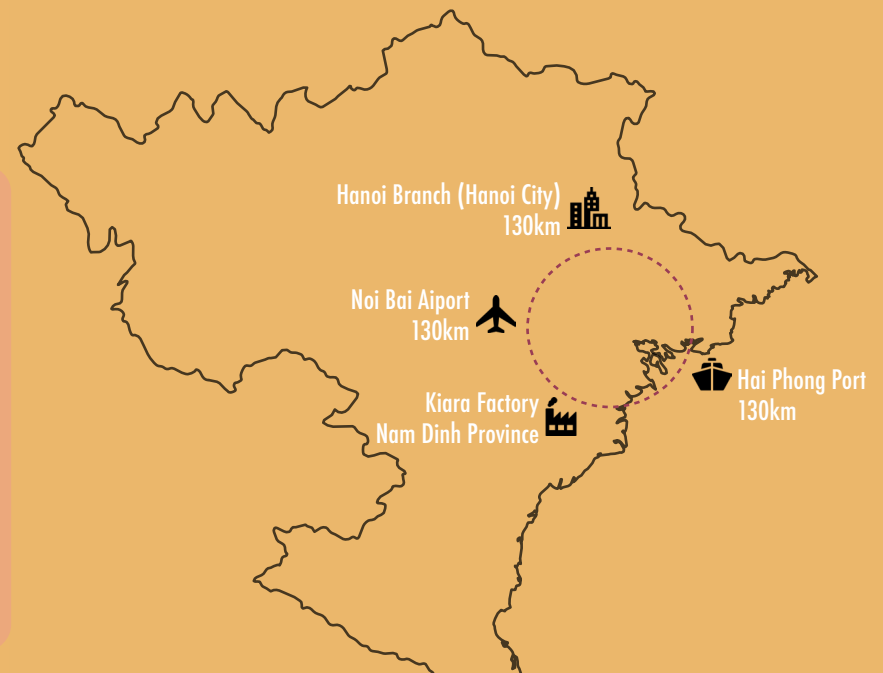 Hanoi Branch (Hanoi City)
130km
Noi Bai Aiport
130km
Hai Phong Port
130km
Kiara Factory
Nam Dinh Province